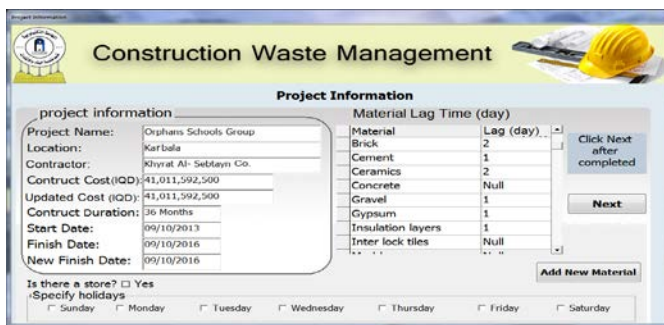 Project Information
Construction Waste Management
Project Information
project information
Project Name: Orphans Schools Group
Location: Karbala
Contractor: Khyrat Al- Sebtayn Co.
Contruct Cost(IQD): 41,011,592,500
Updated Cost (IQD): 41,011,592,500
Contruct Duration: 36 Months
Start Date: 09/10/2013
Finish Date: 09/10/2016
New Finish Date: 09/10/2016
Material Lag Time (day)
Material Lag (day)
Brick 2
Cement 1
Ceramics 2
Concrete Null
Gravel 1
Gypsum 1
Insulation layers 1
Inter lock tiles Null
Click Next
after
completed
Next
Add New Material
Is there a store? Yes
Specify holidays
Sunday Monday Tuesday Wednesday Thursday Friday Saturday